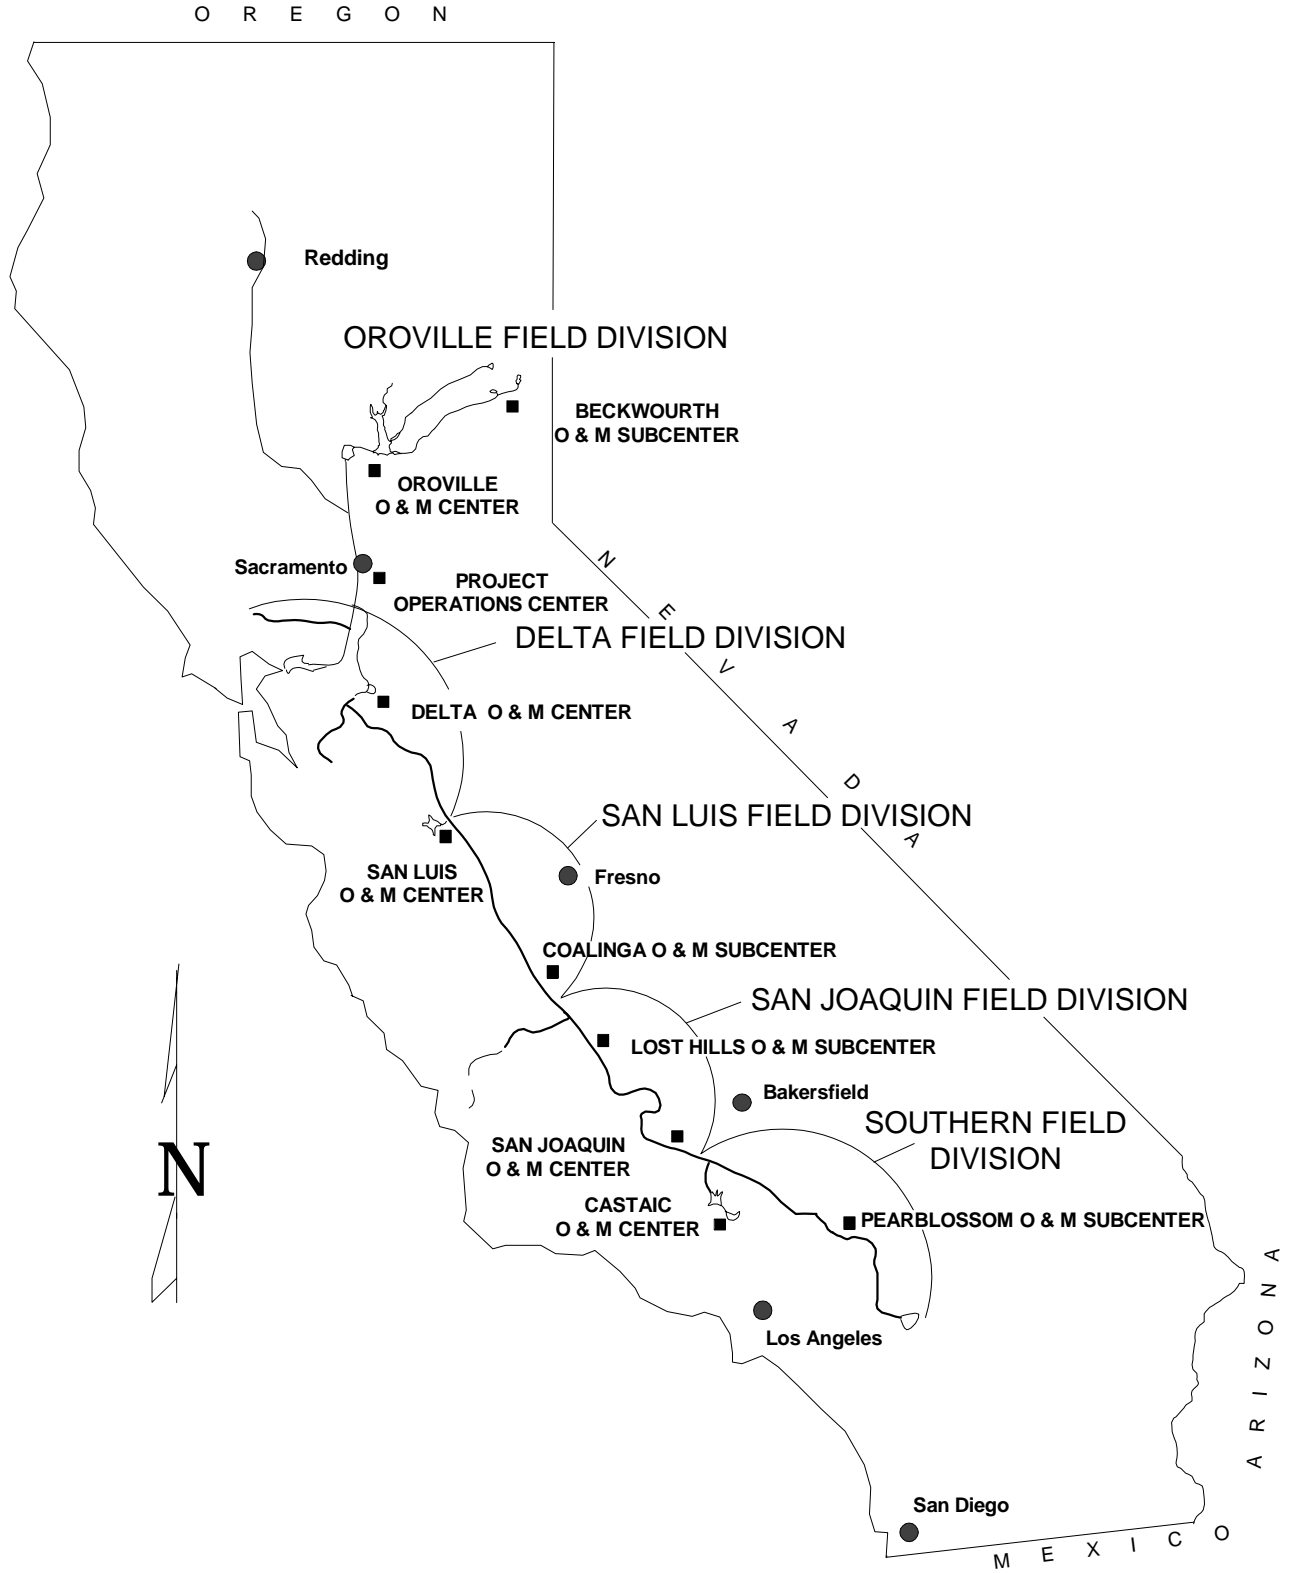 O R E G O N
Redding
OROVILLE FIELD DIVISION
BECKWOURTH
O & M SUBCENTER
OROVILLE
O & M CENTER
Sacramento
PROJECT
OPERATIONS CENTER
N E V A D A
DELTA FIELD DIVISION
DELTA O & M CENTER
SAN LUIS FIELD DIVISION
SAN LUIS
O & M CENTER
Fresno
COALINGA O & M SUBCENTER
SAN JOAQUIN FIELD DIVISION
LOST HILLS O & M SUBCENTER
Bakersfield
SOUTHERN FIELD
DIVISION
SAN JOAQUIN
O & M CENTER
N
CASTAIC
O & M CENTER
PEARBLOSSOM O & M SUBCENTER
A R I Z O N A
Los Angeles
San Diego
M E X I C O